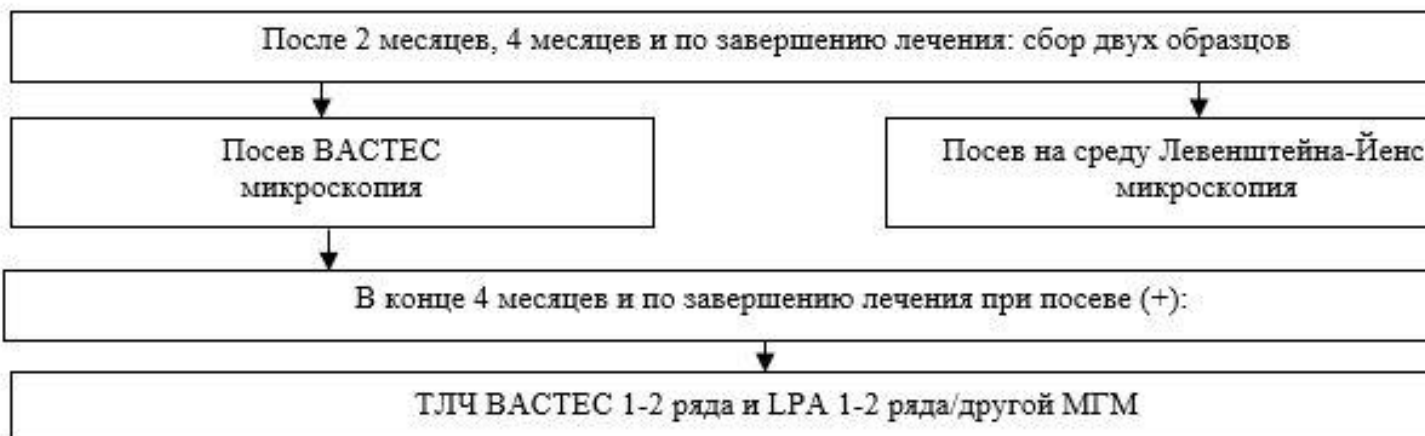 После 2 месяцев, 4 месяцев и по завершению лечения: сбор двух образцов
Посев BACTEC
микроскопия
Посев на среду Левенштейна-Йенс
микроскопия
В конце 4 месяцев и по завершению лечения при посеве (+):
ТЛЧ BACTEC 1-2 ряда и LPA 1-2 ряда/другой МГМ